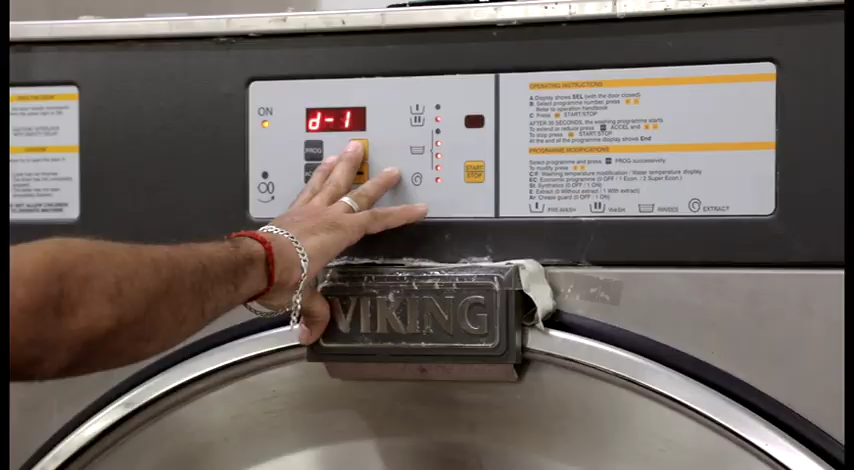 ON
d-1
PROG
START
STOP
OPERATING INSTRUCTIONS
A Display shows SEL (with the door closed)
B Select programme number, press
Refer to operation handbook
C Press START/STOP
AFTER 35 SECONDS, the washing programme starts
To extend or reduce press ACCEL and
To stop press START/STOP
At the end of the programme display shows End
PROGRAMME MODIFICATIONS
Select programme and press PROG successively
To modify, press
C-F Washing temperature modification / Water temperature display
EC Economic programme (0 OFF / 1 Econ. / 2 Super Econ.)
St. Synthetics (0 OFF / 1 ON)
E Extract (0 Without extract / 1 With extract)
Ar Crease guard (0 OFF / 1 ON)
PRE-WASH WASH RINSES EXTRACT
VIKING